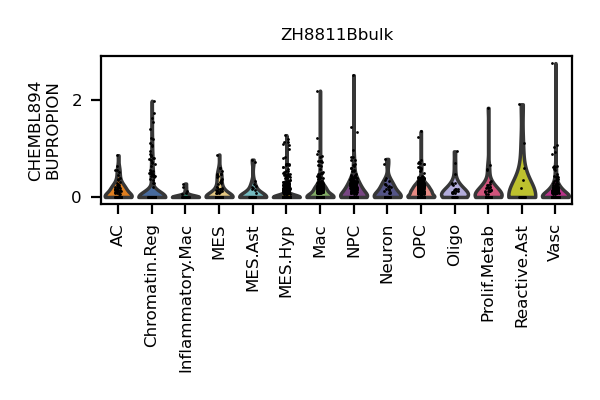 ZH8811Bbulk
CHEMBL894
BUPROPION
2
0
AC
Chromatin.Reg
Inflammatory.Mac
MES
MES.Ast
MES.Hyp
Mac
NPC
Neuron
OPC
Oligo
Prolif.Metab
Reactive.Ast
Vasc